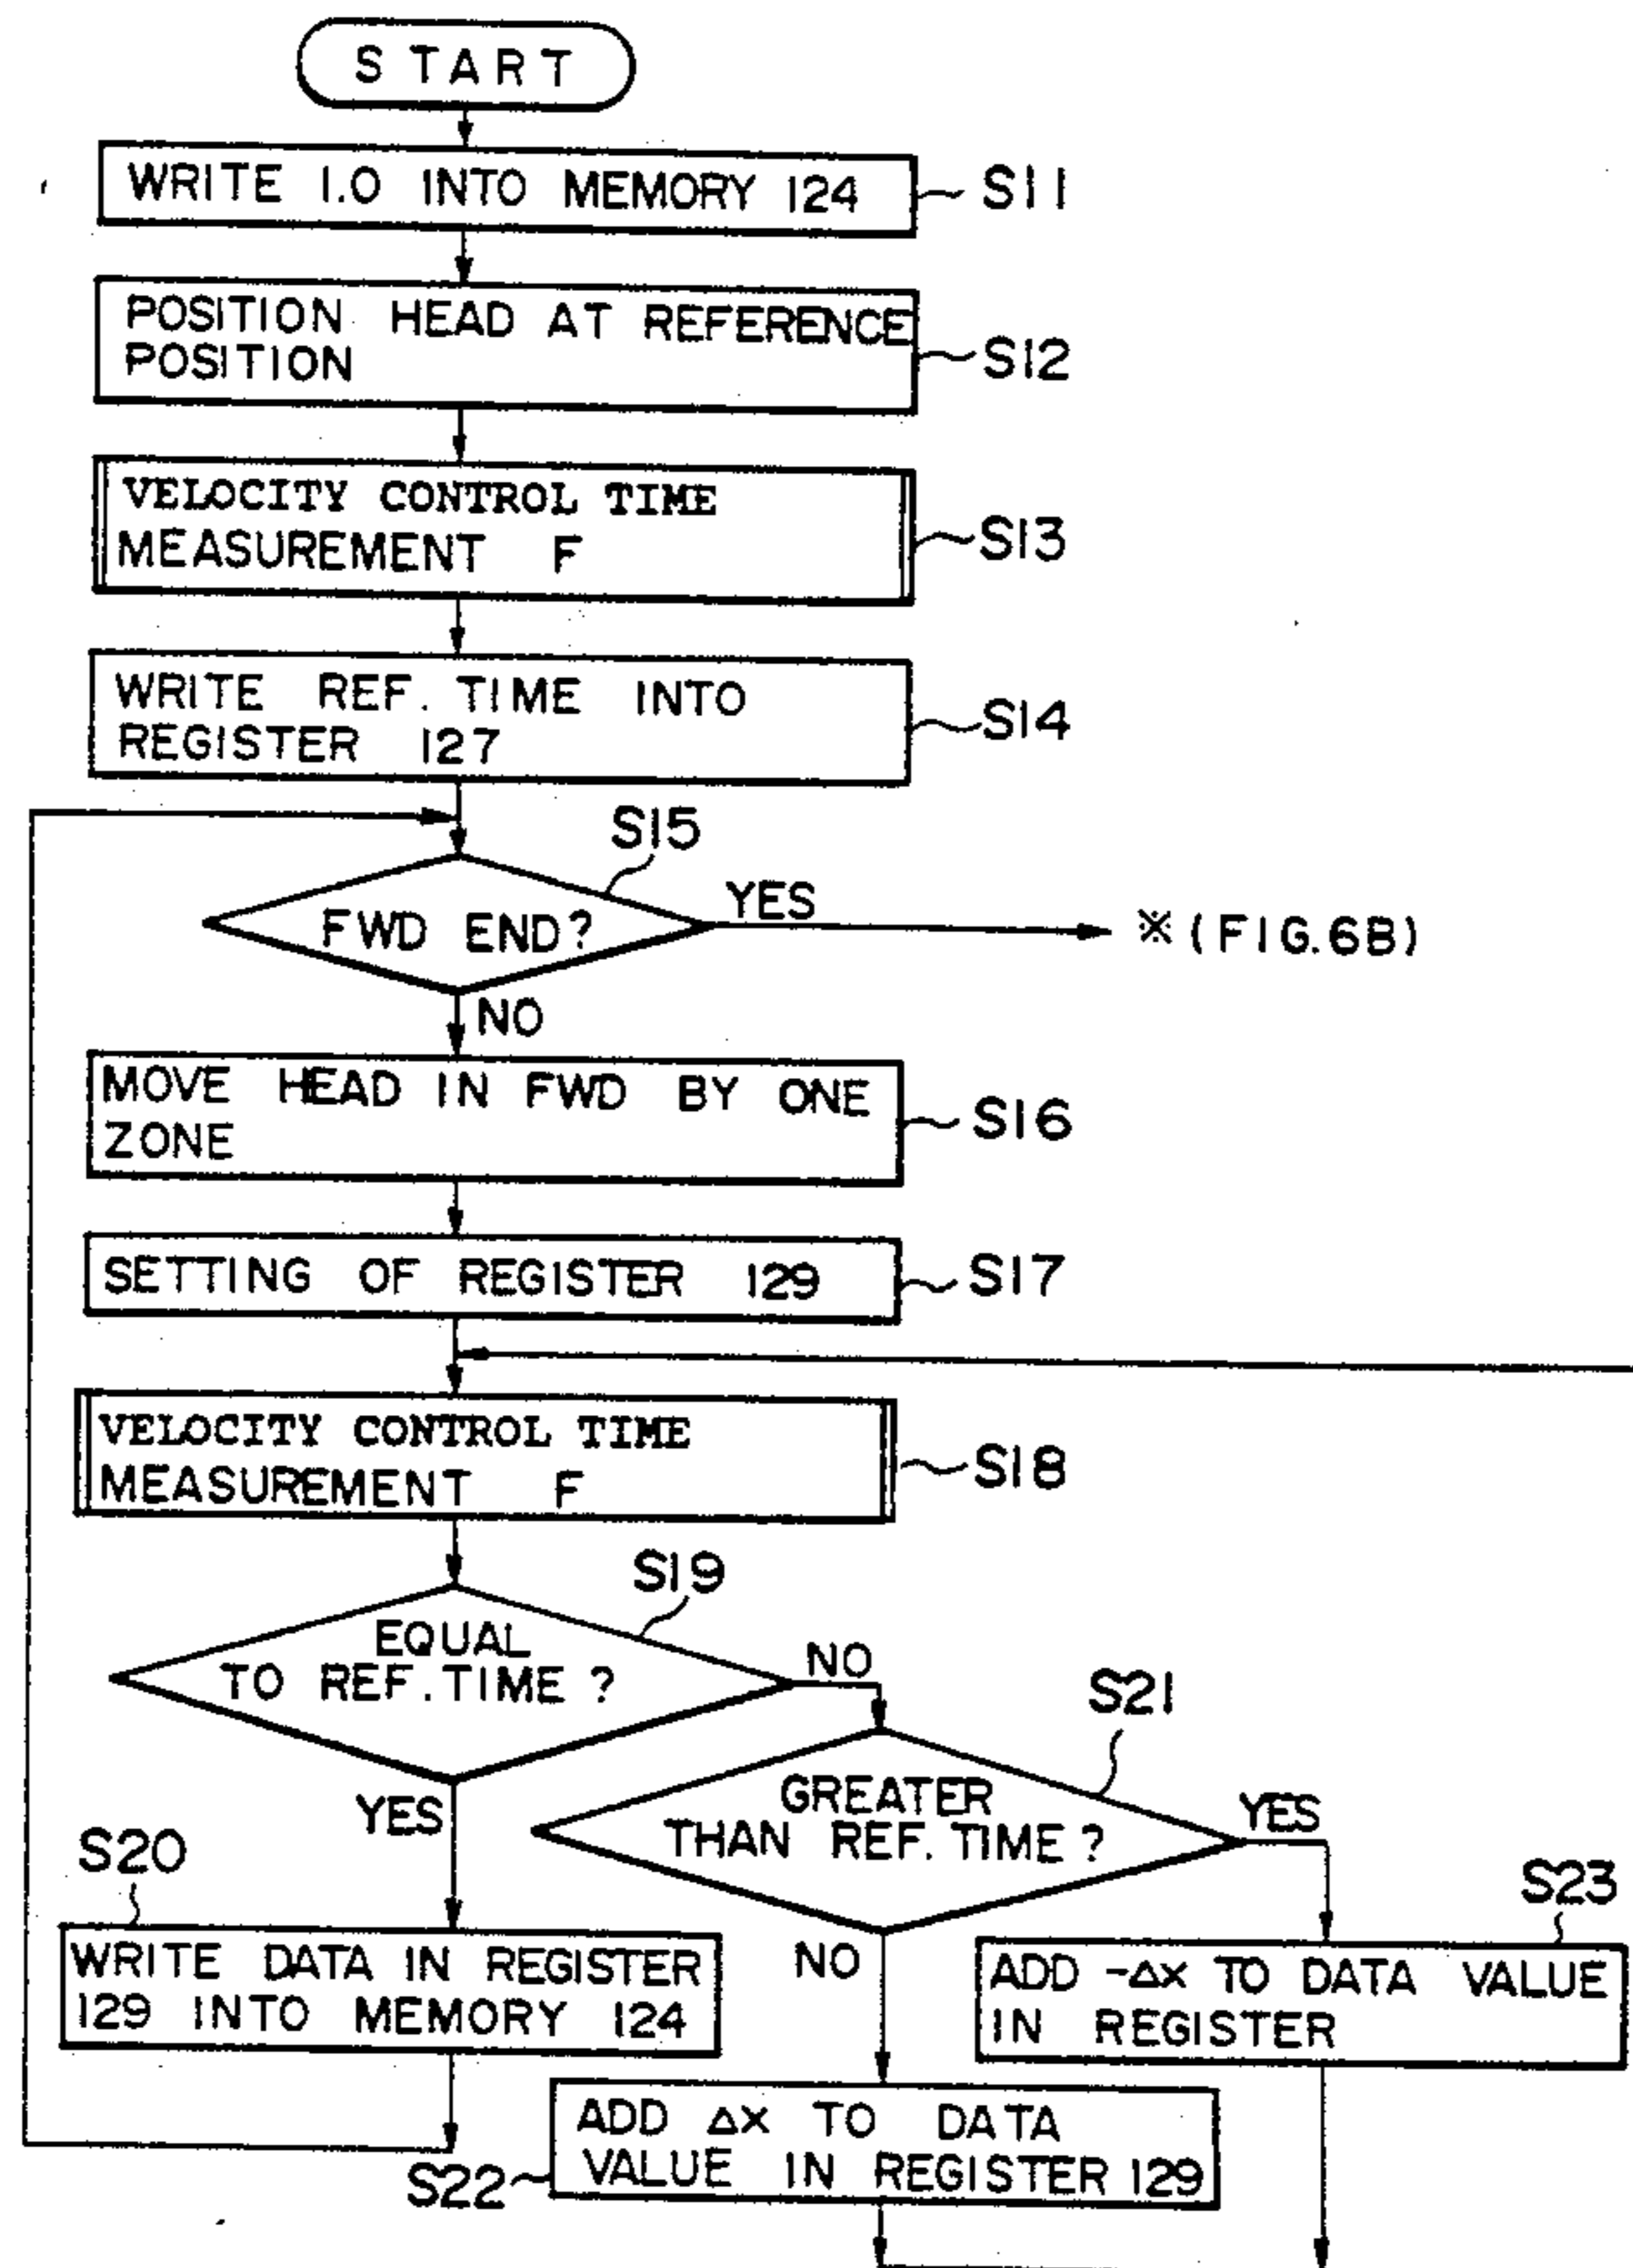 START
WRITE 1.0 INTO MEMORY 124
S11
POSITION HEAD AT REFERENCE
POSITION
S12
VELOCITY CONTROL TIME
MEASUREMENT F
S13
WRITE REF. TIME INTO
REGISTER 127
S14
S15
FWD END?
YES
※ (FIG.6B)
NO
MOVE HEAD IN FWD BY ONE
ZONE
S16
SETTING OF REGISTER 129
S17
VELOCITY CONTROL TIME
MEASUREMENT F
S18
S19
EQUAL
TO REF. TIME ?
NO
S21
GREATER
THAN REF. TIME ?
YES
YES
S20
S23
WRITE DATA IN REGISTER
129 INTO MEMORY 124
NO
ADD -Δx TO DATA VALUE
IN REGISTER
ADD Δx TO DATA
VALUE IN REGISTER 129
S22